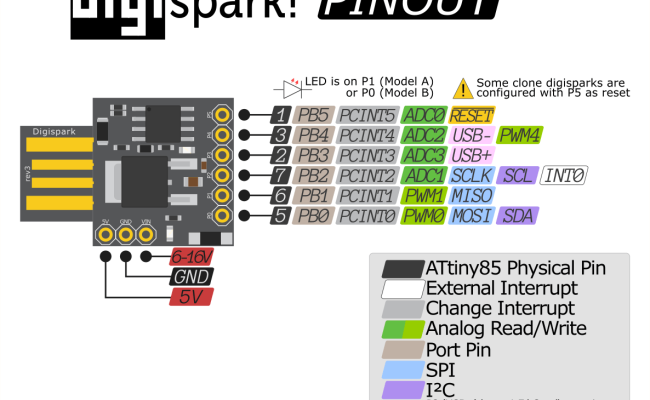 digispark! PINOUT
LED is on P1 (Model A)
or P0 (Model B)
Some clone digisparks are
configured with P5 as reset
Digispark
rev3
P5
P4
P3
P2
P1
P0
5V GND VIN
1 PB5 PCINT5 ADC0 RESET
3 PB4 PCINT4 ADC2 USB- PWM4
2 PB3 PCINT3 ADC3 USB+
7 PB2 PCINT2 ADC1 SCLK SCL INT0
6 PB1 PCINT1 PWM1 MISO
5 PB0 PCINT0 PWM0 MOSI SDA
6-16V
GND
5V
ATtiny85 Physical Pin
External Interrupt
Change Interrupt
Analog Read/Write
Port Pin
SPI
I²C